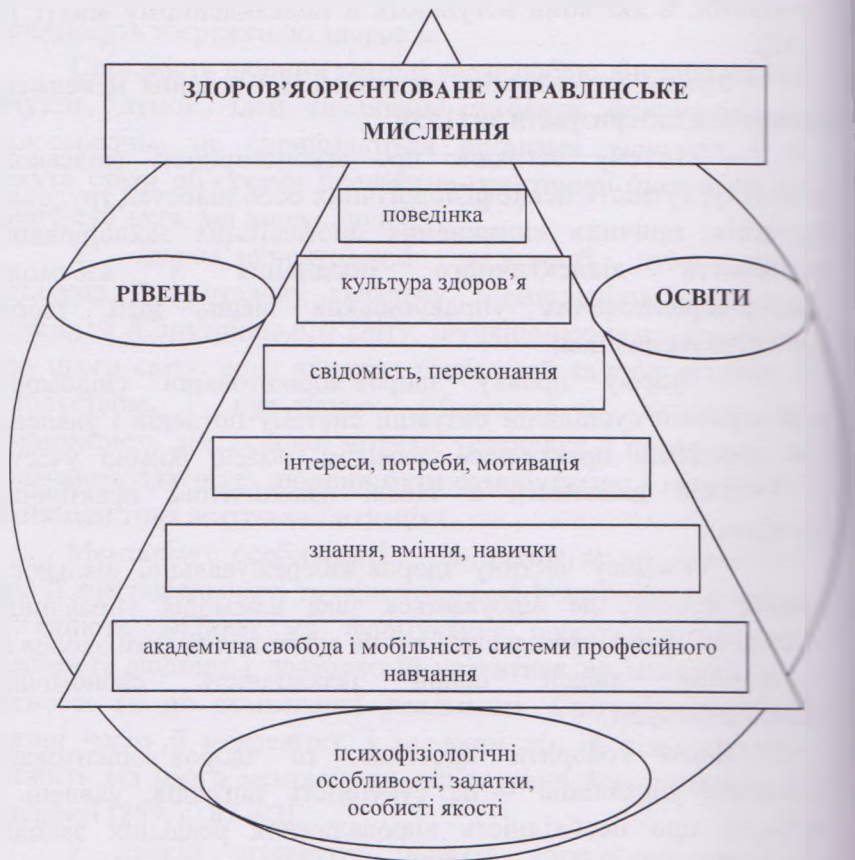 ЗДОРОВ’ЯОРІЄНТОВАНЕ УПРАВЛІНСЬКЕ
МИСЛЕННЯ
поведінка
РІВЕНЬ
культура здоров’я
ОСВІТИ
свідомість, переконання
інтереси, потреби, мотивація
знання, вміння, навички
академічна свобода і мобільність системи професійного
навчання
психофізіологічні
особливості, задатки,
особисті якості